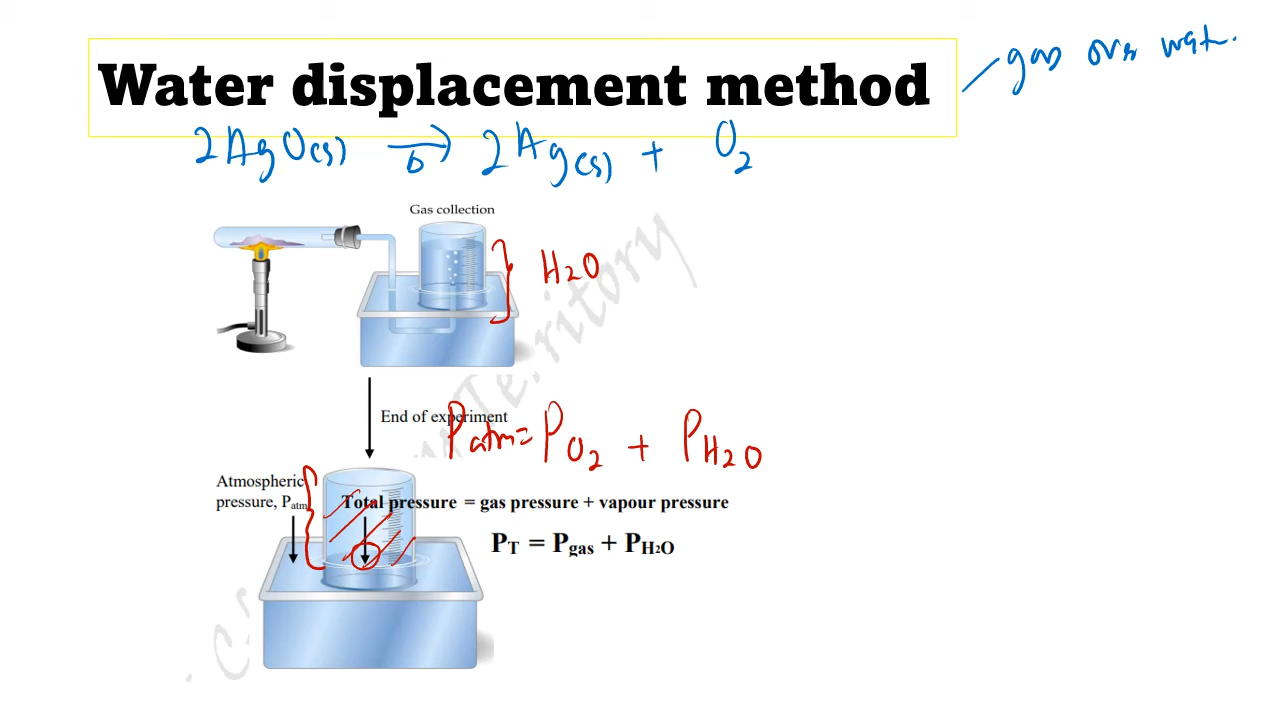 Water displacement method
gas over wat.
2AgO(s) →Δ 2Ag(s) + O₂
Gas collection
H₂O
End of experiment
Patm = PO₂ + PH₂O
Atmospheric
pressure, Patm
Total pressure = gas pressure + vapour pressure
PT = Pgas + PH₂O